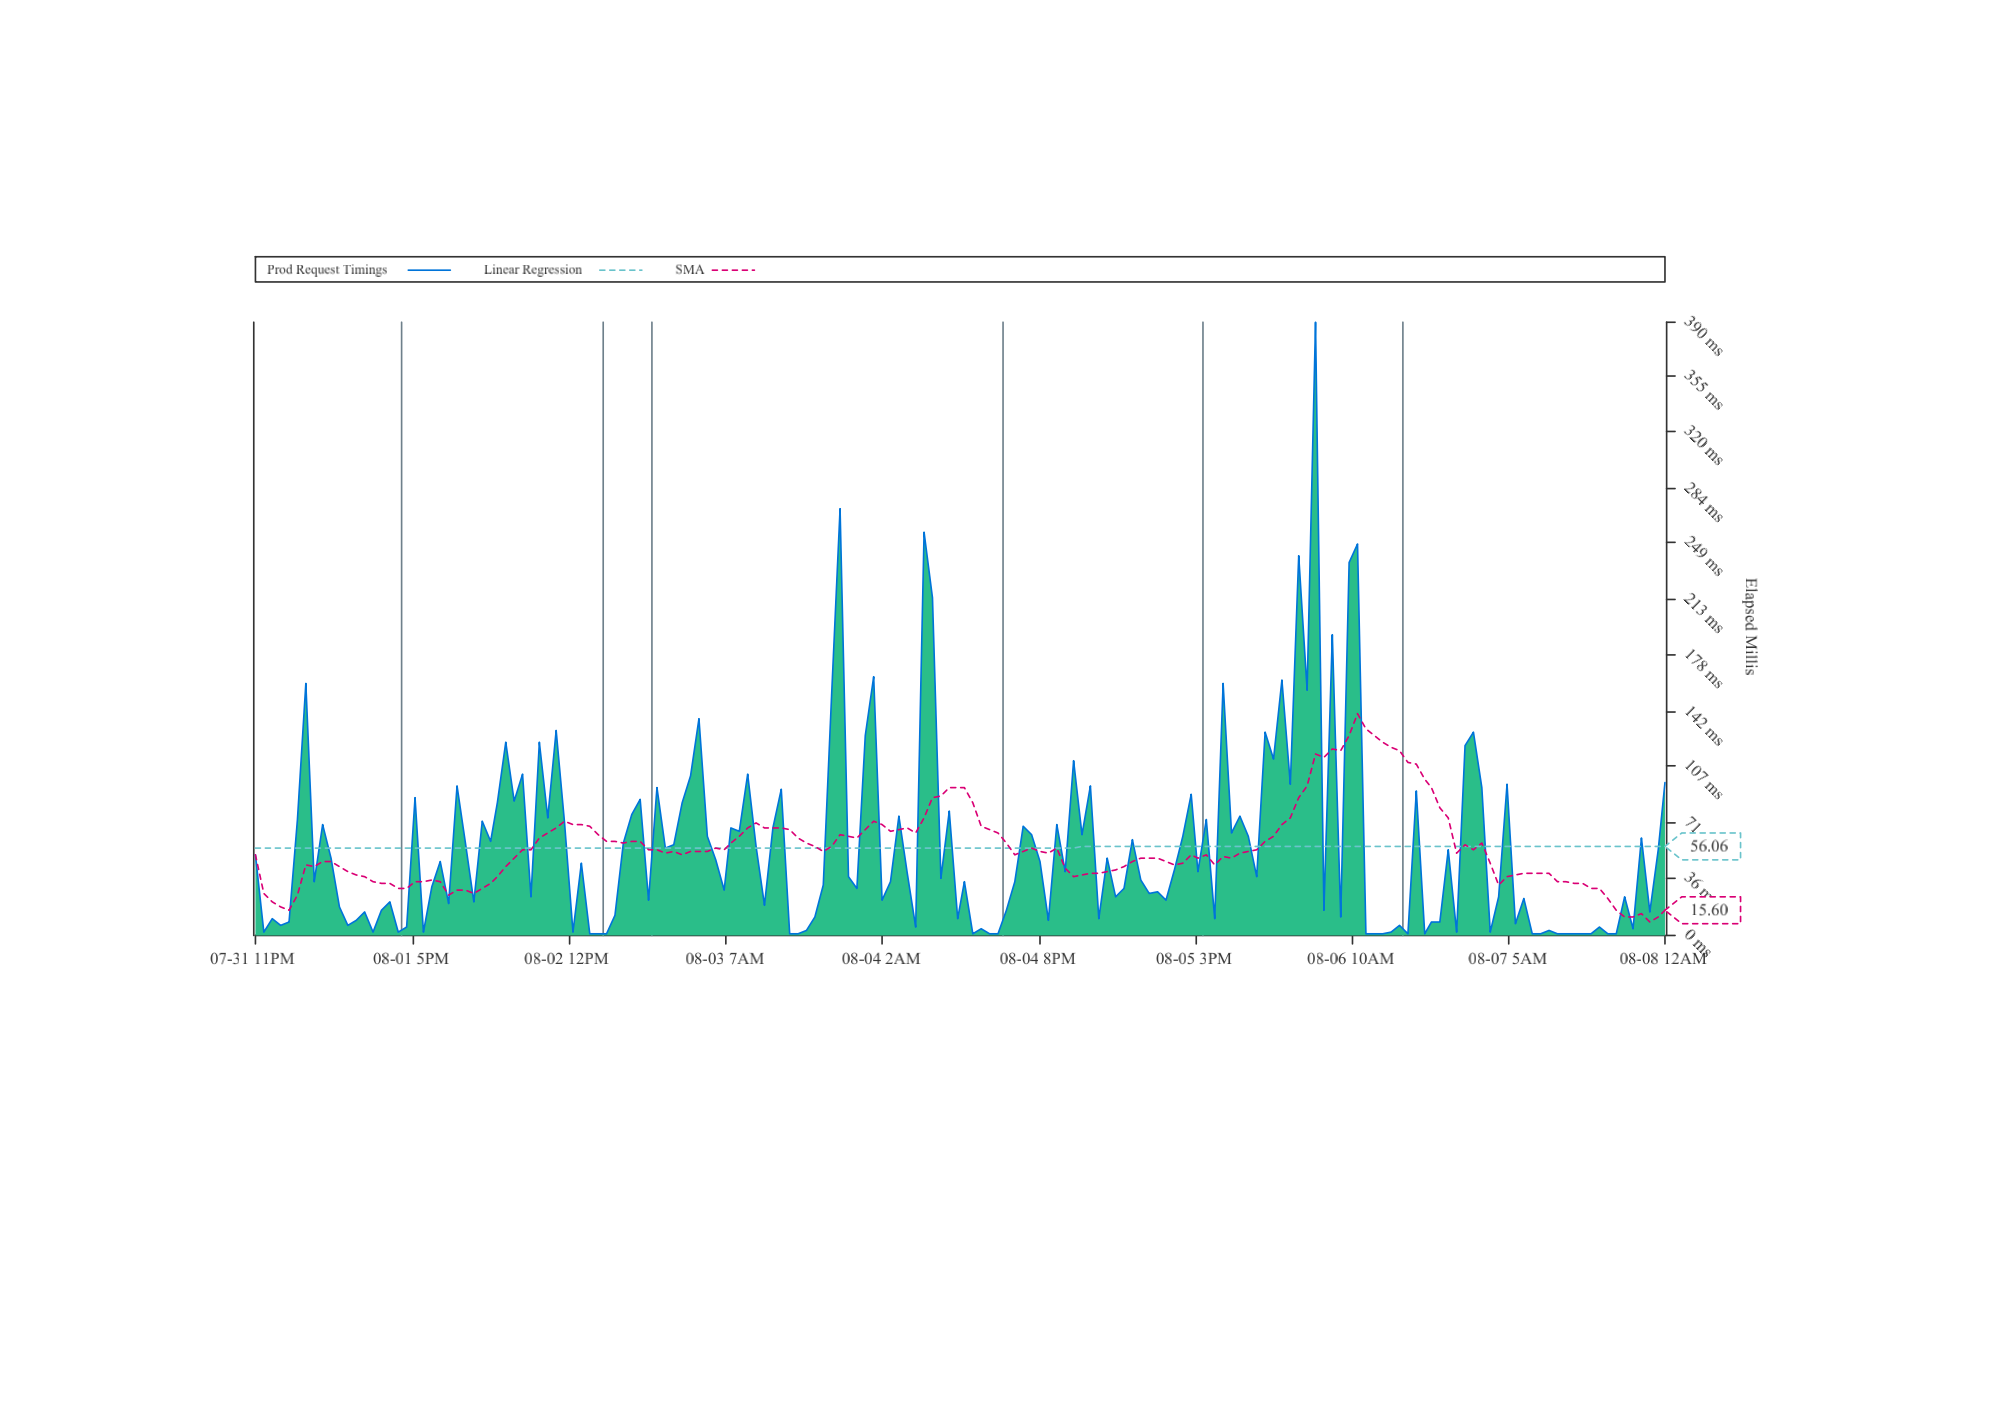 Prod Request Timings Linear Regression SMA
390 ms
355 ms
320 ms
284 ms
249 ms
213 ms
178 ms
142 ms
107 ms
71
56.06
36 m
15.60
0 ms
Elapsed Millis
07-31 11PM 08-01 5PM 08-02 12PM 08-03 7AM 08-04 2AM 08-04 8PM 08-05 3PM 08-06 10AM 08-07 5AM 08-08 12AM